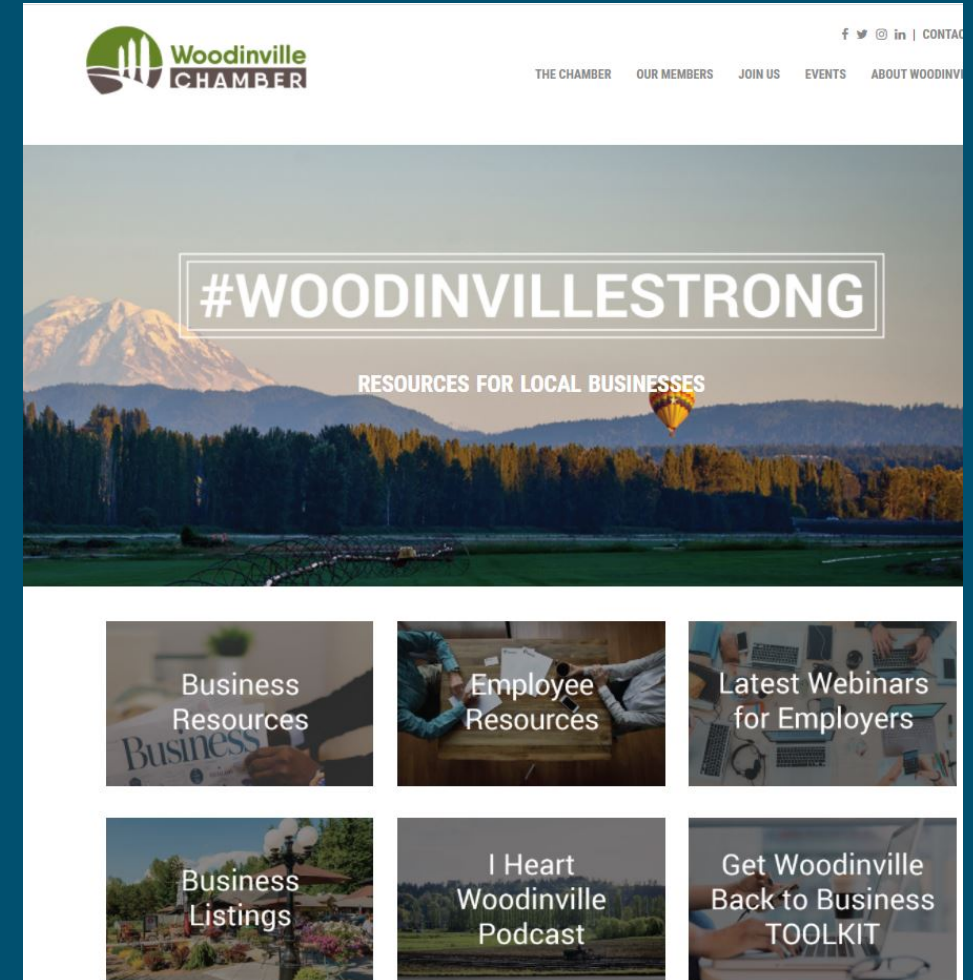 Woodinville
CHAMBER
f in | CONTAC
THE CHAMBER OUR MEMBERS JOIN US EVENTS ABOUT WOODINVI
#WOODINVILLESTRONG
RESOURCES FOR LOCAL BUSINESSES
Business
Resources
Business
Employee
Resources
Latest Webinars
for Employers
Business
Listings
I Heart
Woodinville
Podcast
Get Woodinville
Back to Business
TOOLKIT